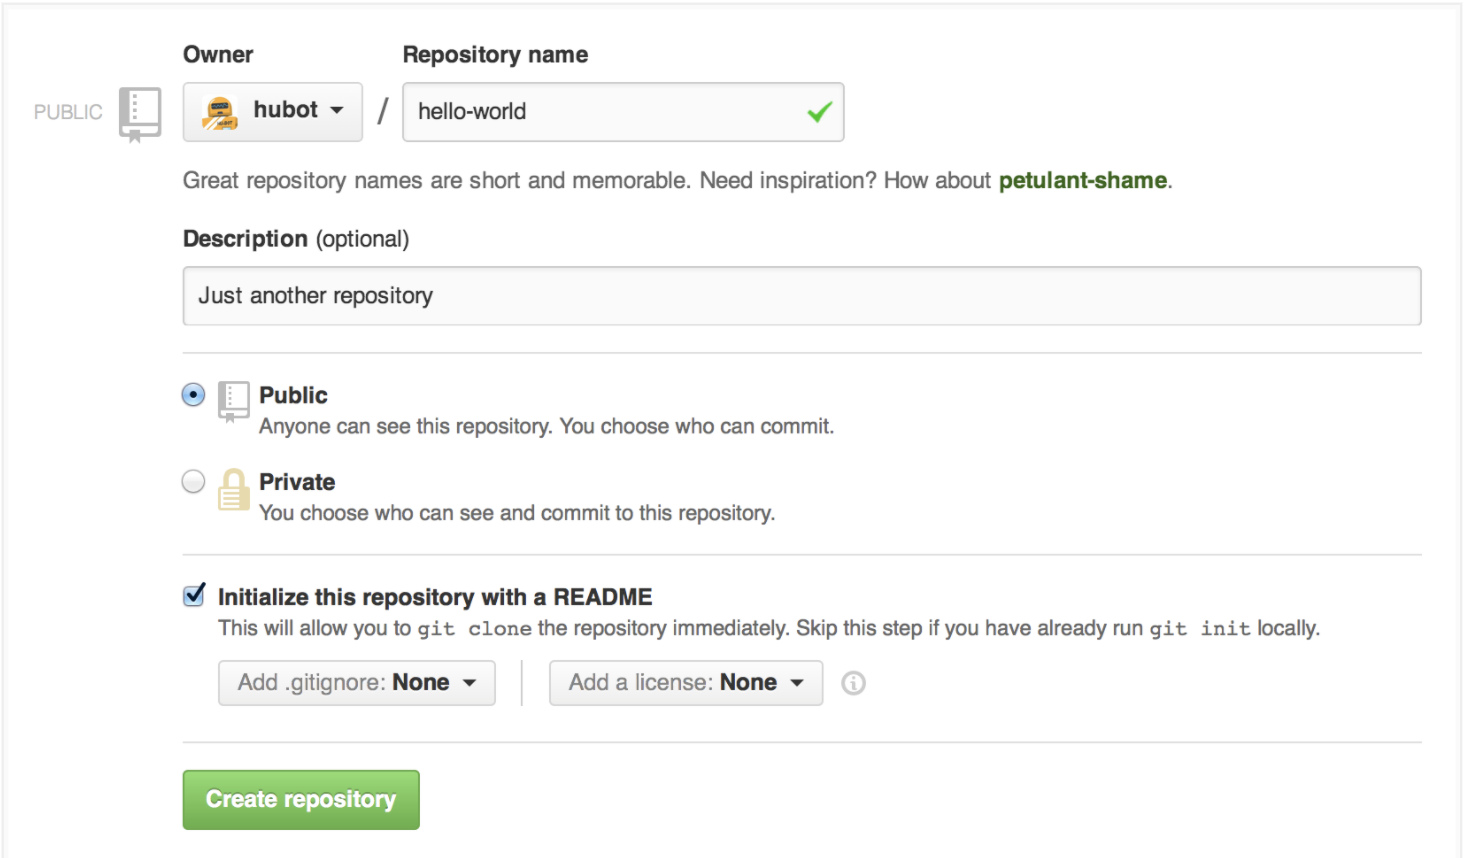 Owner Repository name
PUBLIC hubot / hello-world
Great repository names are short and memorable. Need inspiration? How about petulant-shame.
Description (optional)
Just another repository
Public
Anyone can see this repository. You choose who can commit.
Private
You choose who can see and commit to this repository.
Initialize this repository with a README
This will allow you to git clone the repository immediately. Skip this step if you have already run git init locally.
Add .gitignore: None Add a license: None
Create repository